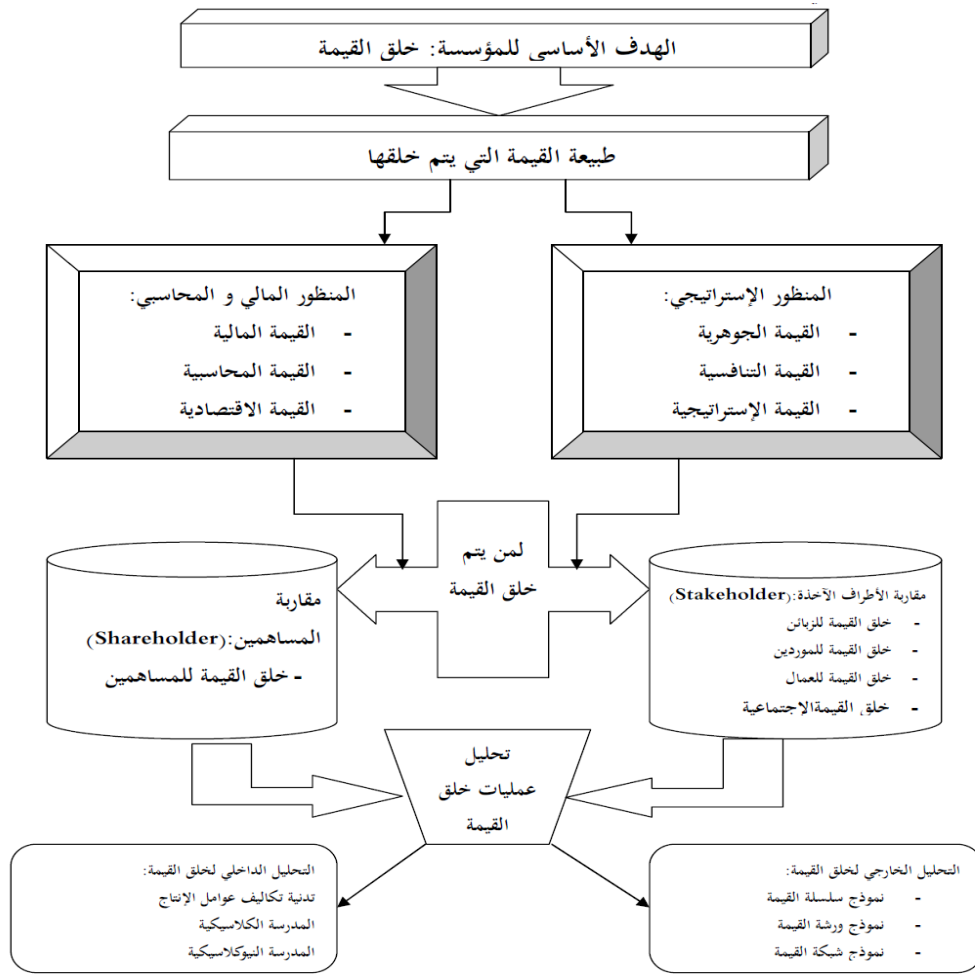 الهدف الأساسي للمؤسسة: خلق القيمة
طبيعة القيمة التي يتم خلقها
المنظور الإستراتيجي:
- القيمة الجوهرية
- القيمة التنافسية
- القيمة الإستراتيجية
المنظور المالي و المحاسبي:
- القيمة المالية
- القيمة المحاسبية
- القيمة الاقتصادية
لمن يتم
خلق القيمة
مقاربة الأطراف الآخذة:(Stakeholder)
- خلق القيمة للزبائن
- خلق القيمة للموردين
- خلق القيمة للعمال
- خلق القيمةالإجتماعية
مقاربة
المساهمين:(Shareholder)
- خلق القيمة للمساهمين
تحليل
عمليات خلق
القيمة
التحليل الخارجي لخلق القيمة:
- نموذج سلسلة القيمة
- نموذج ورشة القيمة
- نموذج شبكة القيمة
التحليل الداخلي لخلق القيمة:
تدنية تكاليف عوامل الإنتاج
المدرسة الكلاسيكية
المدرسة النيوكلاسيكية